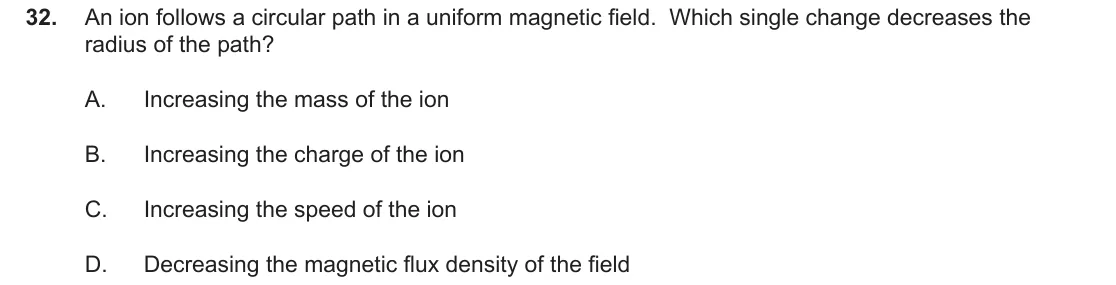 32. An ion follows a circular path in a uniform magnetic field. Which single change decreases the
radius of the path?
A. Increasing the mass of the ion
B. Increasing the charge of the ion
C. Increasing the speed of the ion
D. Decreasing the magnetic flux density of the field